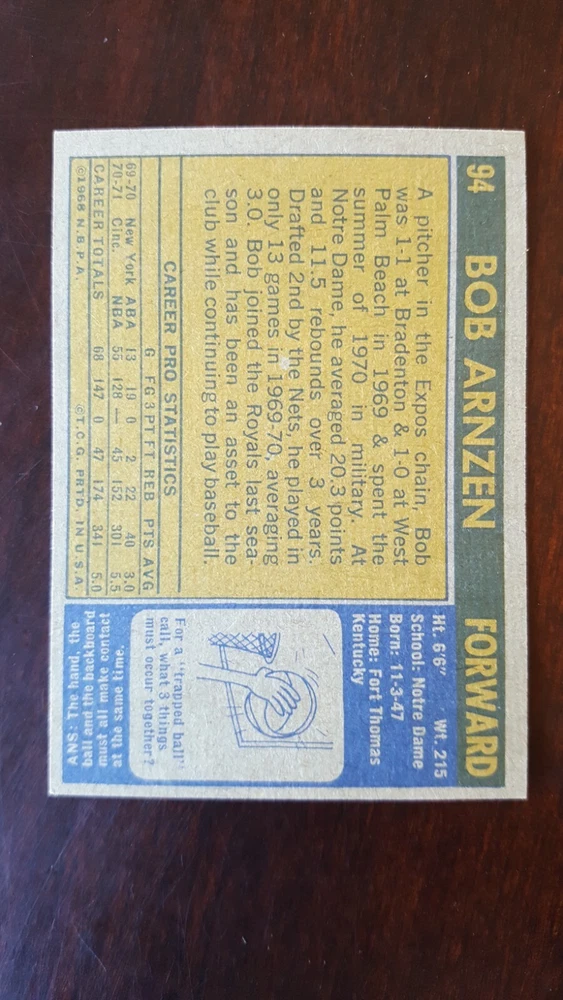 94 BOB ARNZEN FORWARD
A pitcher in the Expos chain, Bob
was 1-1 at Bradenton & 1-0 at West
Palm Beach in 1969 & spent the
summer of 1970 in military. At
Notre Dame, he averaged 20.3 points
and 11.5 rebounds over 3 years.
Drafted 2nd by the Nets, he played in
only 13 games in 1969-70, averaging
3.0. Bob joined the Royals last sea-
son and has been an asset to the
club while continuing to play baseball.
CAREER PRO STATISTICS
G FG 3 PT FT REB PTS AVG
69-70 New York ABA 13 19 0 2 22 40 3.0
70-71 Cinc. NBA 55 128 — 45 152 301 5.5
CAREER TOTALS 68 147 0 47 174 341 5.0
©1968 N.B.P.A. ©T.C.G. PRTD. IN U.S.A.
Ht. 6'6" Wt. 215
School: Notre Dame
Born: 11-3-47
Home: Fort Thomas
Kentucky
For a "trapped ball"
call, what 3 things
must occur together?
ANS: The hand, the
ball and the backboard
must all make contact
at the same time.